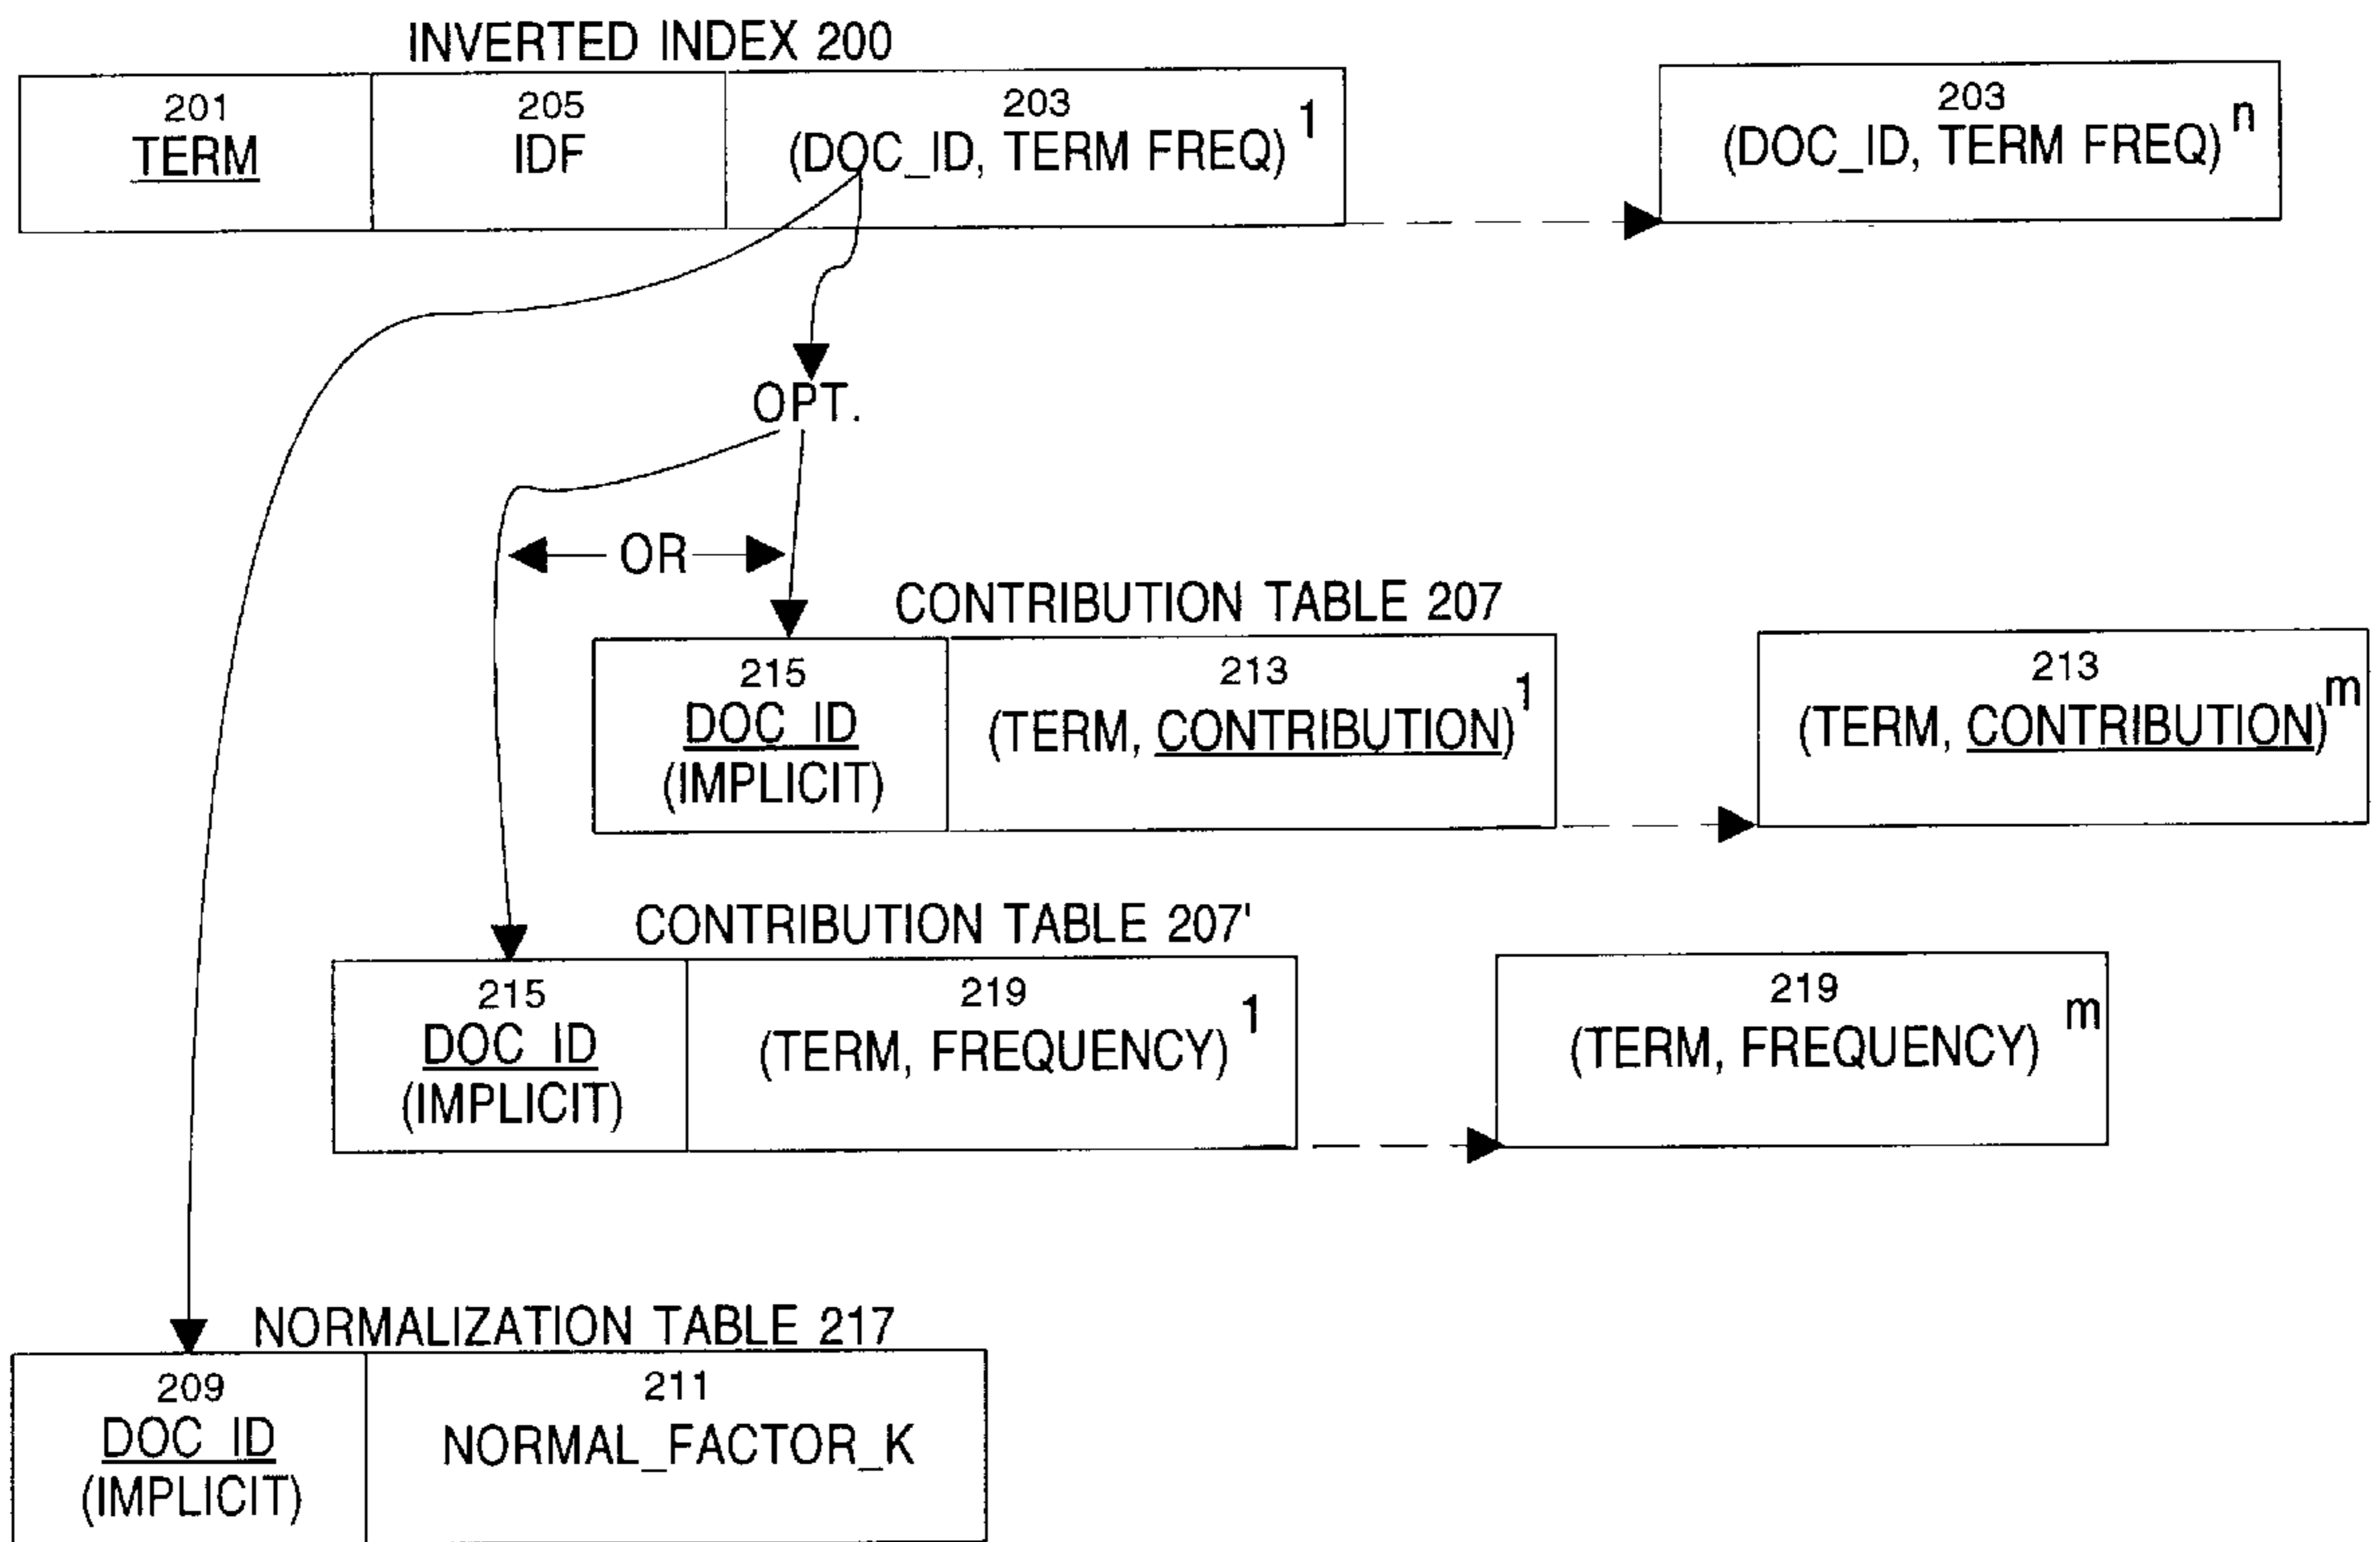 INVERTED INDEX 200
201
TERM
205
IDF
203
(DOC_ID, TERM FREQ) 1
203
(DOC_ID, TERM FREQ) n
OPT.
OR
CONTRIBUTION TABLE 207
215
DOC_ID
(IMPLICIT)
213
(TERM, CONTRIBUTION) 1
213
(TERM, CONTRIBUTION) m
CONTRIBUTION TABLE 207'
215
DOC_ID
(IMPLICIT)
219
(TERM, FREQUENCY) 1
219
(TERM, FREQUENCY) m
NORMALIZATION TABLE 217
209
DOC_ID
(IMPLICIT)
211
NORMAL_FACTOR_K